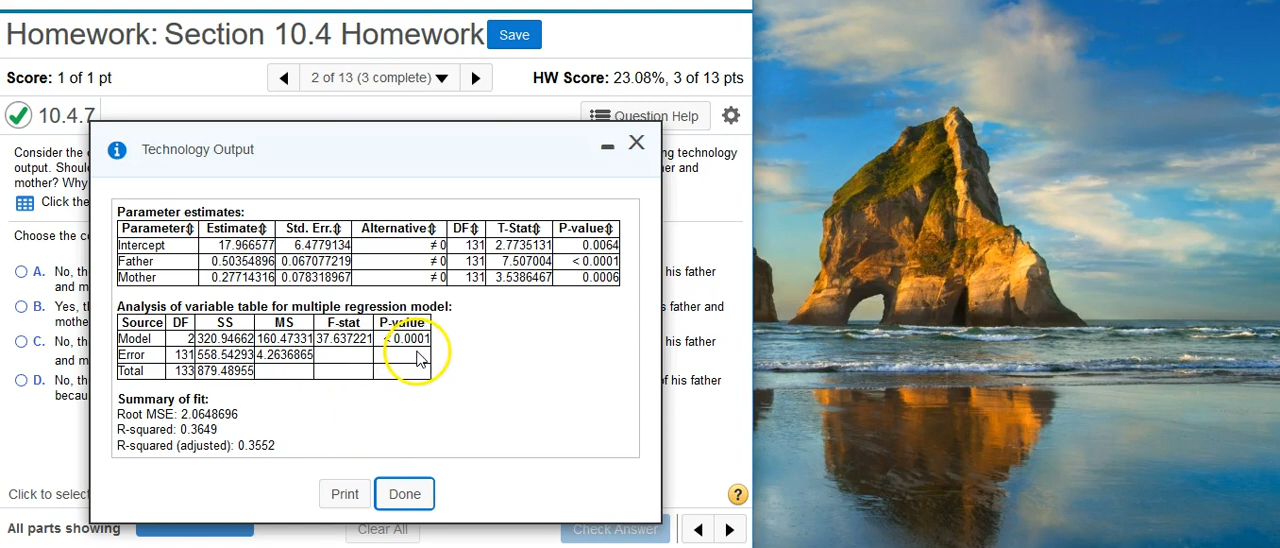 Homework: Section 10.4 Homework Save
Score: 1 of 1 pt 2 of 13 (3 complete) HW Score: 23.08%, 3 of 13 pts
10.4.7 Question Help
Consider the
ng technology
output. Shoul
er and
mother? Why
Click the
Choose the c
A. No, th
his father
and m
B. Yes, t
s father and
mothe
C. No, th
his father
and m
D. No, th
of his father
becau
Technology Output
Parameter estimates:
Parameter Estimate Std. Err. Alternative DF T-Stat P-value
Intercept 17.966577 6.4779134 ≠ 0 131 2.7735131 0.0064
Father 0.50354896 0.067077219 ≠ 0 131 7.507004 < 0.0001
Mother 0.27714316 0.078318967 ≠ 0 131 3.5386467 0.0006
Analysis of variable table for multiple regression model:
Source DF SS MS F-stat P-value
Model 2 320.94662 160.47331 37.637221 < 0.0001
Error 131 558.54293 4.2636865
Total 133 879.48955
Summary of fit:
Root MSE: 2.0648696
R-squared: 0.3649
R-squared (adjusted): 0.3552
Print Done
Click to select
?
All parts showing Clear All Check Answer